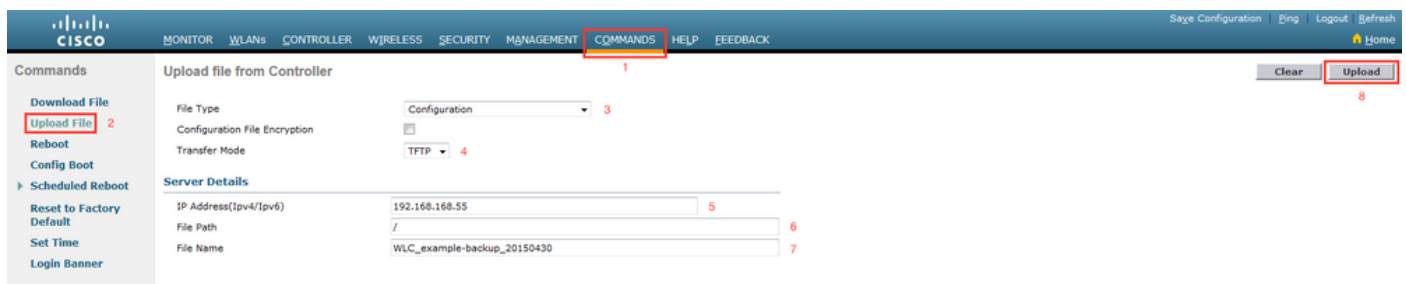 Save Configuration | Ping | Logout | Refresh
CISCO
MONITOR WLANs CONTROLLER WIRELESS SECURITY MANAGEMENT COMMANDS HELP FEEDBACK
Home
Commands
Upload file from Controller
1
Clear
Upload
8
Download File
Upload File 2
Reboot
Config Boot
Scheduled Reboot
Reset to Factory
Default
Set Time
Login Banner
File Type Configuration 3
Configuration File Encryption
Transfer Mode TFTP 4
Server Details
IP Address(Ipv4/Ipv6) 192.168.168.55 5
File Path / 6
File Name WLC_example-backup_20150430 7